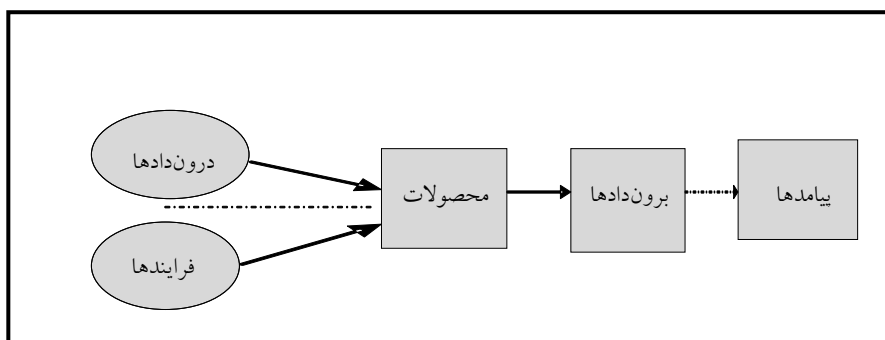 درون‌دادها
فرایندها
محصولات
برون‌دادها
پیامدها